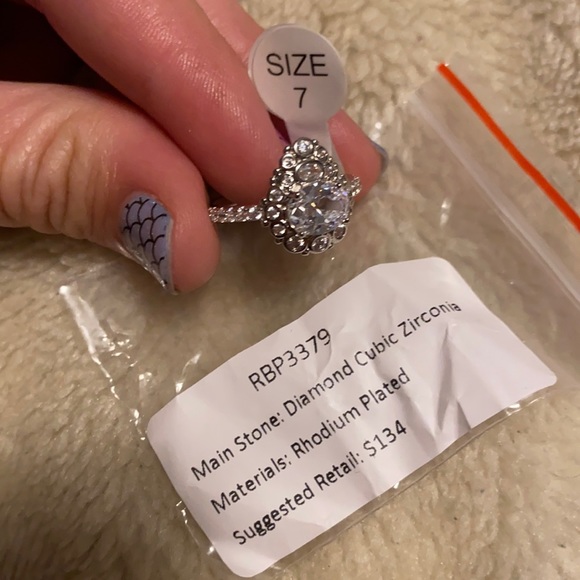 SIZE
7
RBP3379
Main Stone: Diamond Cubic Zirconia
Materials: Rhodium Plated
Suggested Retail: $134